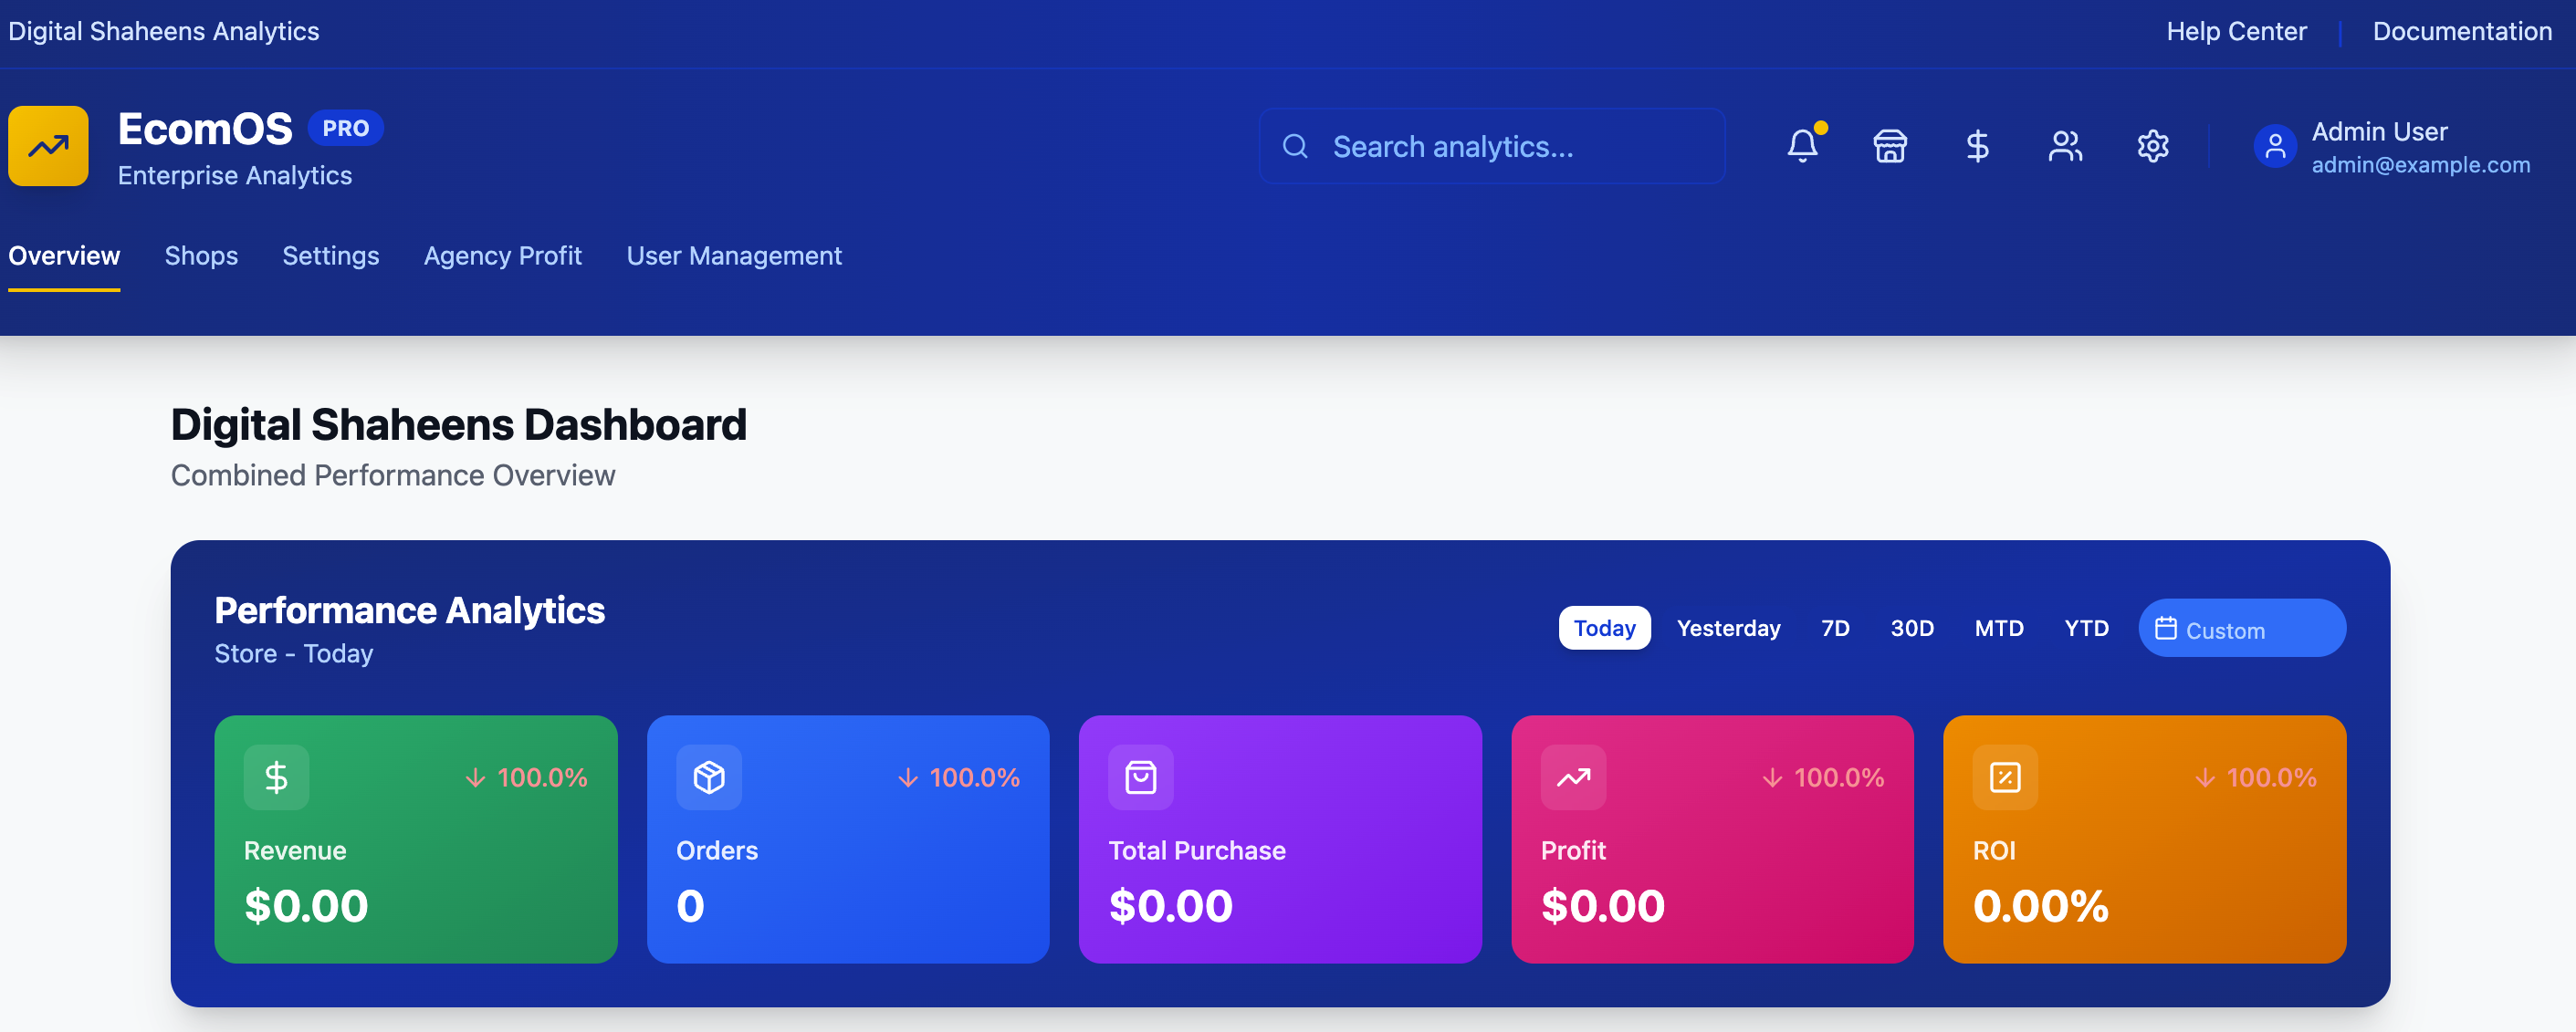 Digital Shaheens Analytics
Help Center
Documentation
EcomOS PRO
Enterprise Analytics
Search analytics...
Admin User
admin@example.com
Overview Shops Settings Agency Profit User Management
Digital Shaheens Dashboard
Combined Performance Overview
Performance Analytics
Store - Today
Today Yesterday 7D 30D MTD YTD Custom
100.0%
Revenue
$0.00
100.0%
Orders
0
Total Purchase
$0.00
100.0%
Profit
$0.00
100.0%
ROI
0.00%